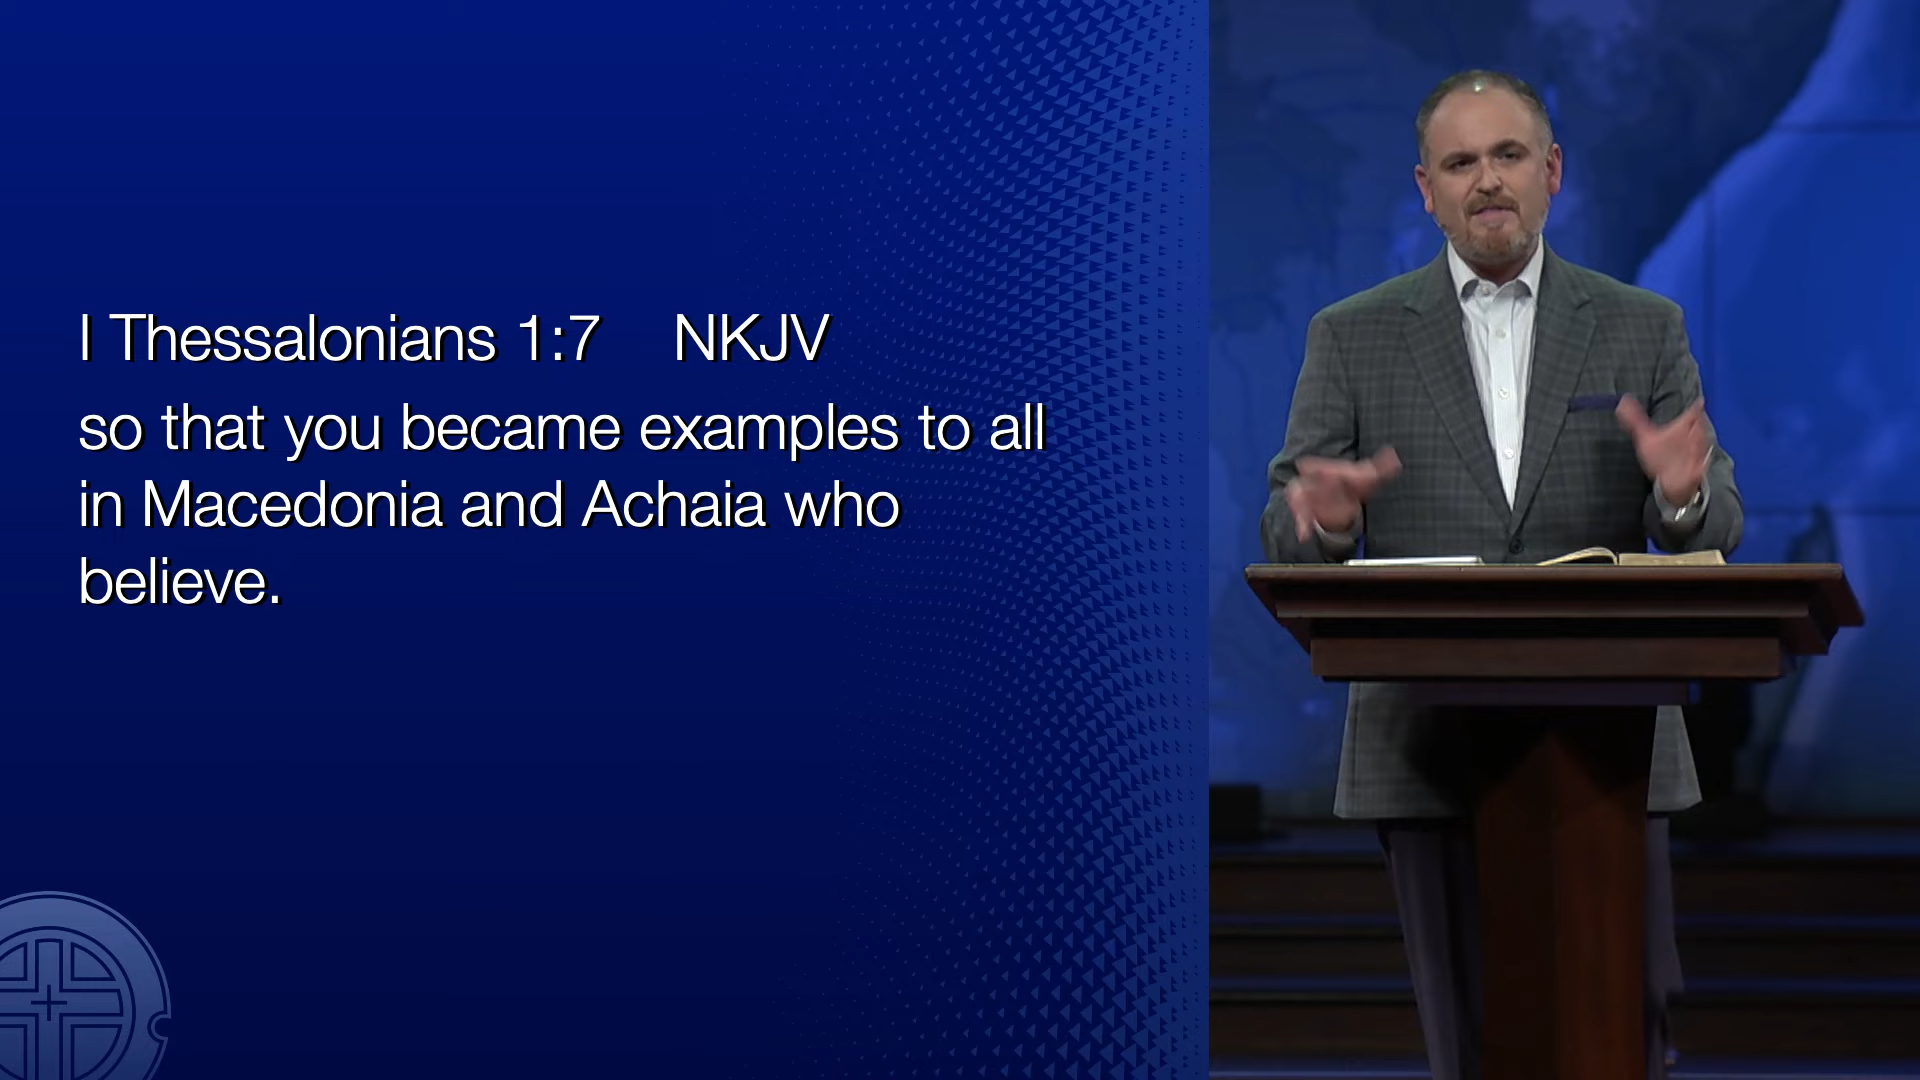 I Thessalonians 1:7 NKJV
so that you became examples to all
in Macedonia and Achaia who
believe.